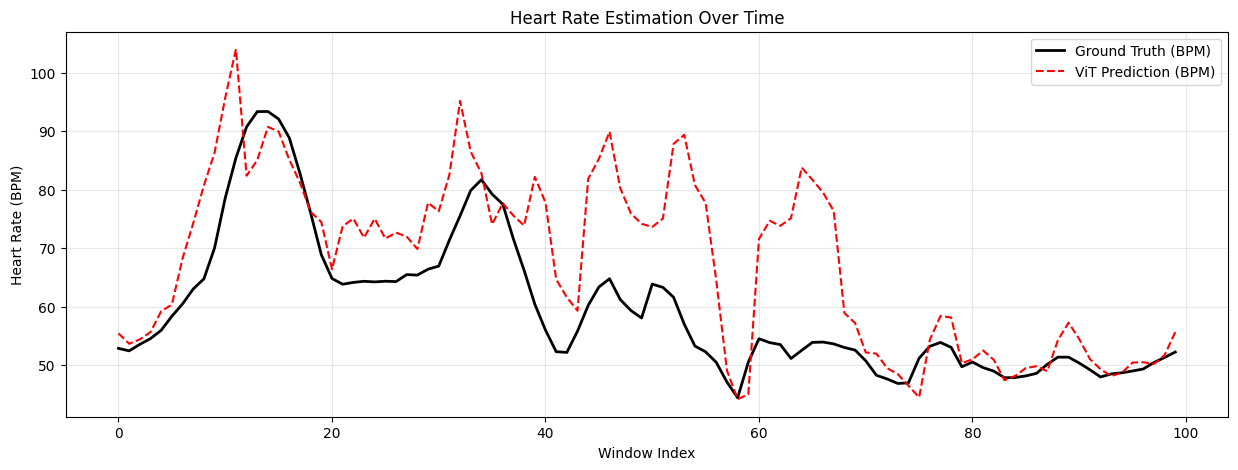 Heart Rate Estimation Over Time
Ground Truth (BPM)
ViT Prediction (BPM)
Heart Rate (BPM)
100
90
80
70
60
50
0
20
40
60
80
100
Window Index